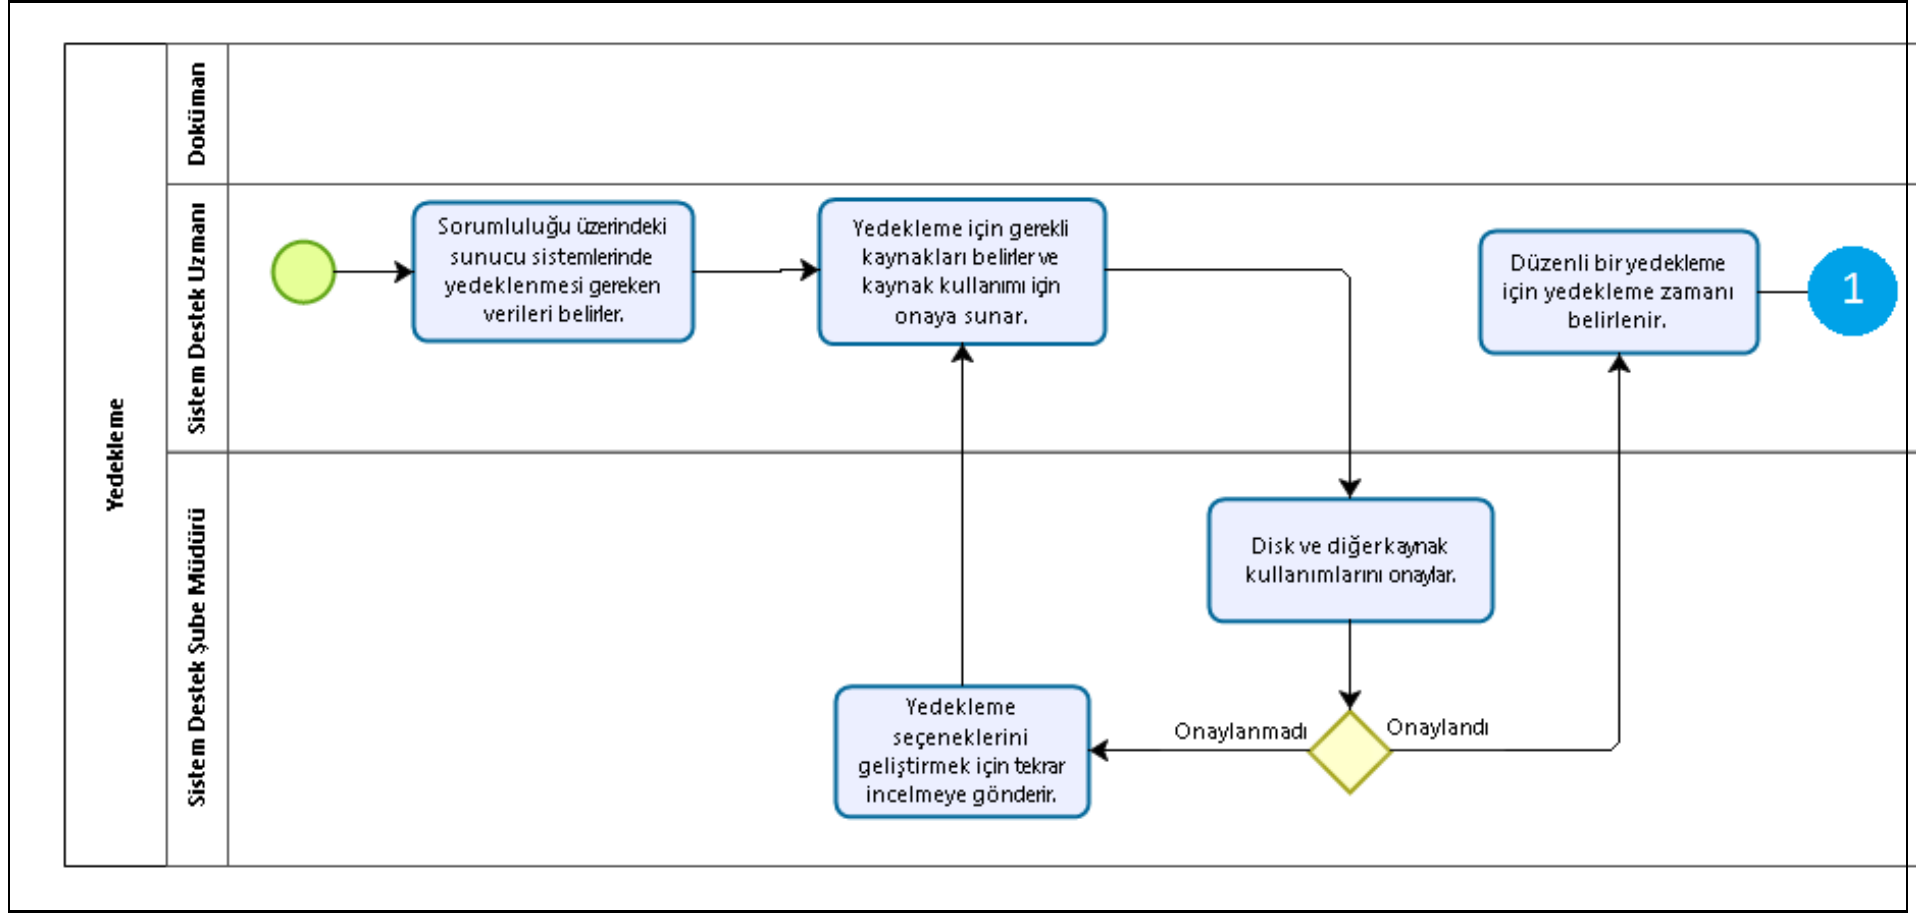 Yedekleme
Doküman
Sistem Destek Uzmanı
Sistem Destek Şube Müdürü
Sorumluluğu üzerindeki
sunucu sistemlerinde
yedeklenmesi gereken
verileri belirler.
Yedekleme için gerekli
kaynakları belirler ve
kaynak kullanımı için
onaya sunar.
Düzenli bir yedekleme
için yedekleme zamanı
belirlenir.
1
Disk ve diğer kaynak
kullanımlarını onaylar.
Onaylanmadı
Onaylandı
Yedekleme
seçeneklerini
geliştirmek için tekrar
incelmeye gönderir.